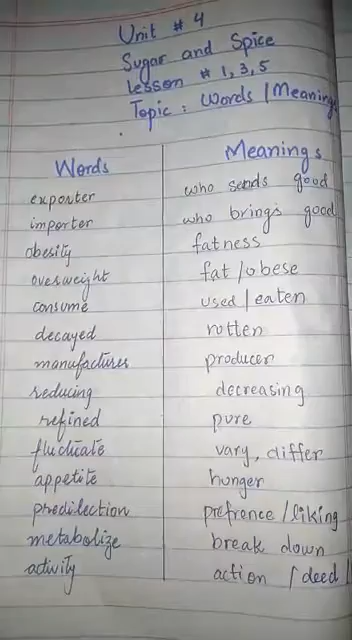 Unit # 4
Sugar and Spice
Lesson # 1, 3, 5
Topic : Words / Meanings
Words Meanings
exporter who sends good
importer who brings good
obesity fatness
overweight fat / obese
consume used / eaten
decayed rotten
manufactures producer
reducing decreasing
refined pure
fluctuate vary, differ
appetite hunger
predilection prefrence / liking
metabolize break down
activity action / deed /